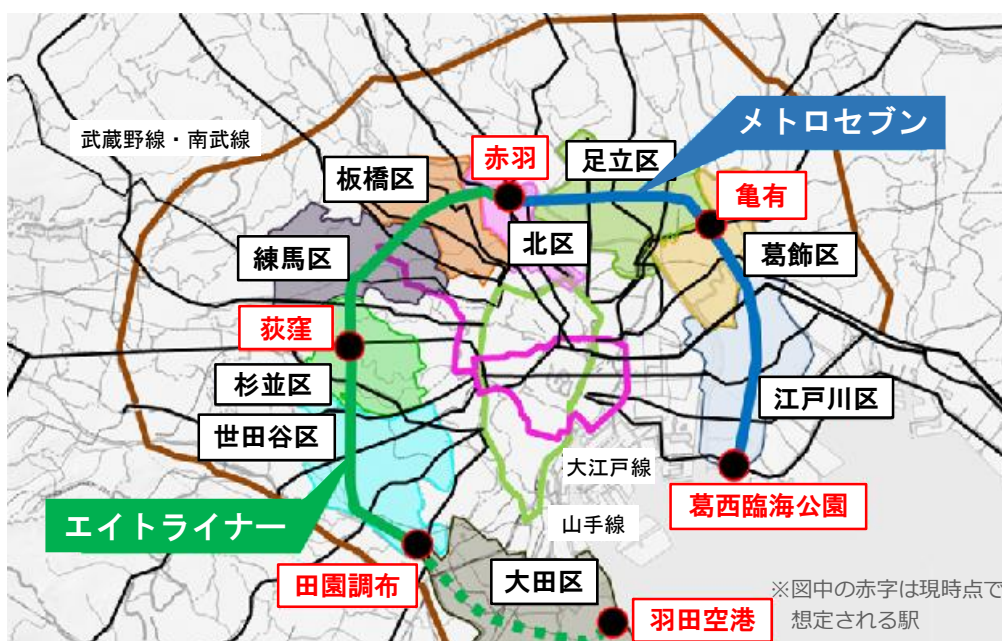 メトロセブン
武蔵野線・南武線
赤羽
足立区
板橋区
亀有
北区
葛飾区
練馬区
荻窪
杉並区
江戸川区
世田谷区
大江戸線
葛西臨海公園
エイトライナー
山手線
田園調布
大田区
※図中の赤字は現時点で
想定される駅
羽田空港